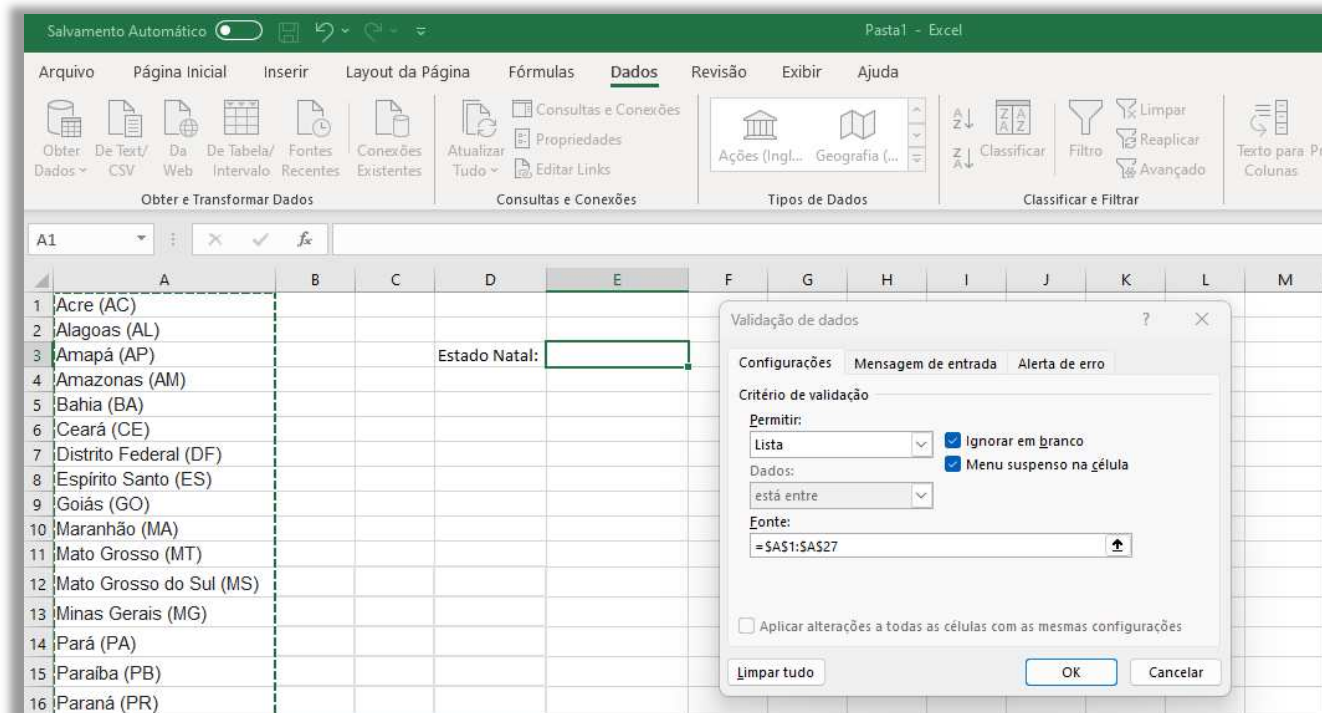 Salvamento Automático
Pasta1 - Excel
Arquivo Página Inicial Inserir Layout da Página Fórmulas Dados Revisão Exibir Ajuda
Obter Dados
De Text/ CSV
Da Web
De Tabela/ Intervalo
Fontes Recentes
Conexões Existentes
Obter e Transformar Dados
Atualizar Tudo
Consultas e Conexões
Propriedades
Editar Links
Consultas e Conexões
Ações (Ingl... Geografia (...
Tipos de Dados
Classificar
Filtro
Limpar
Reaplicar
Avançado
Classificar e Filtrar
Texto para Colunas
A1 fx
A B C D E F G H I J K L M
1 Acre (AC)
2 Alagoas (AL)
3 Amapá (AP) Estado Natal:
4 Amazonas (AM)
5 Bahia (BA)
6 Ceará (CE)
7 Distrito Federal (DF)
8 Espírito Santo (ES)
9 Goiás (GO)
10 Maranhão (MA)
11 Mato Grosso (MT)
12 Mato Grosso do Sul (MS)
13 Minas Gerais (MG)
14 Pará (PA)
15 Paraíba (PB)
16 Paraná (PR)
Validação de dados ?
Configurações Mensagem de entrada Alerta de erro
Critério de validação
Permitir:
Lista
Ignorar em branco
Menu suspenso na célula
Dados:
está entre
Fonte:
=$A$1:$A$27
Aplicar alterações a todas as células com as mesmas configurações
Limpar tudo OK Cancelar